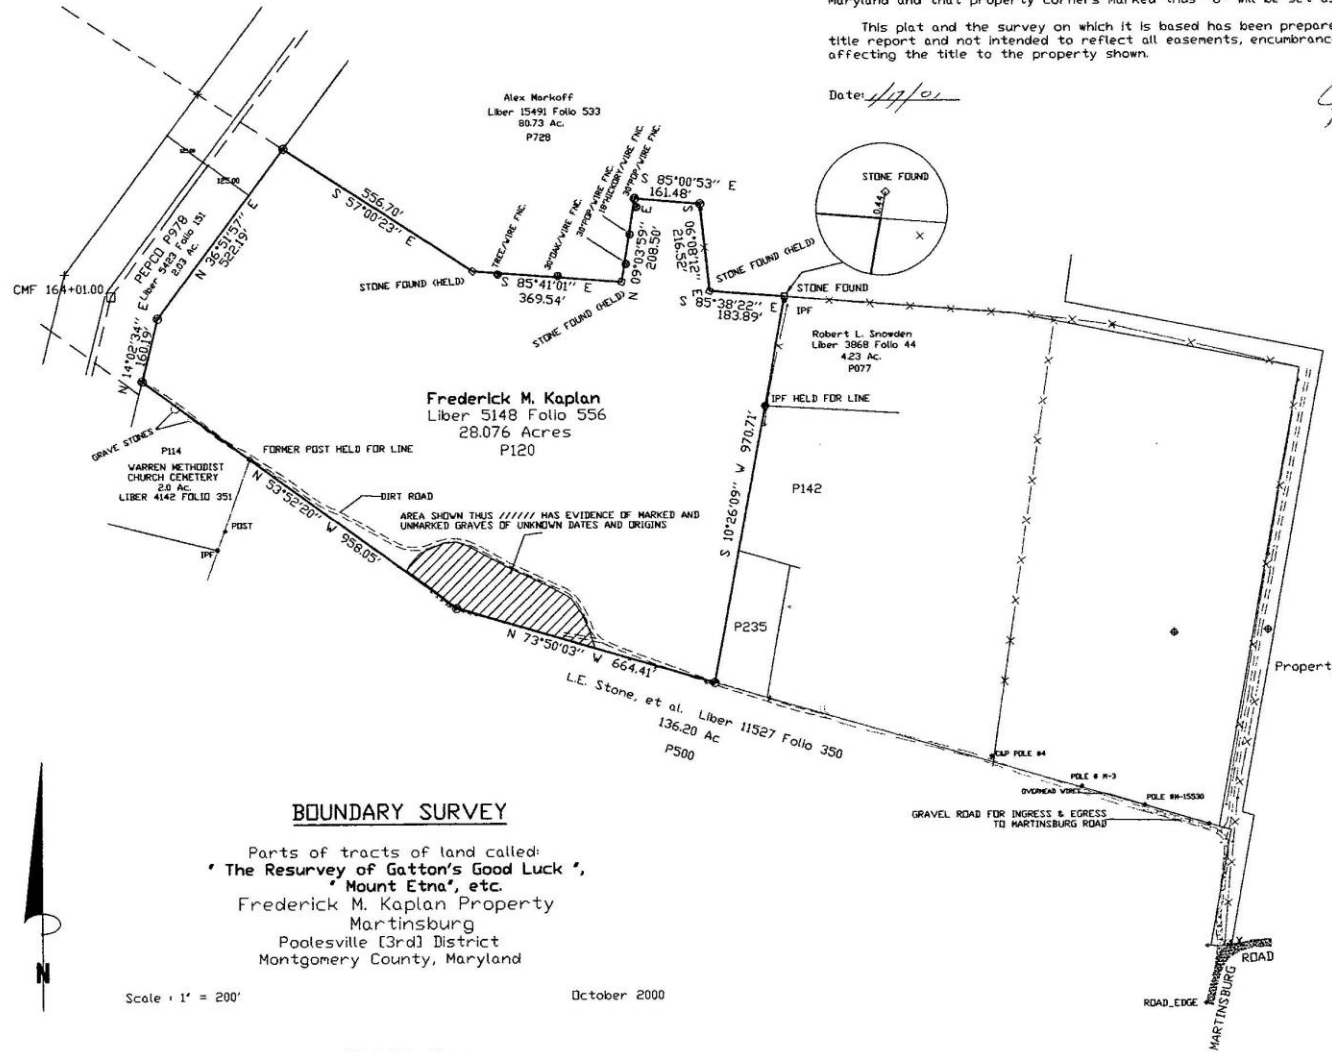 Maryland and that property corners marked thus "o" will be set as
This plat and the survey on which it is based has been prepare
title report and not intended to reflect all easements, encumbranc
affecting the title to the property shown.
Date: 1/17/01
Alex Markoff
Liber 15491 Folio 533
80.73 Ac.
P728
125.00
PEPCO P978
Liber 5423 Folio 151
2.03 Ac.
N 36°51'57" E
522.19'
556.70'
S 57°00'23" E
TREE/WIRE FNC.
30"OAK/WIRE FNC.
30"POP/WIRE FNC.
18"HICKORY/WIRE FNC.
30"POP/WIRE FNC.
S 85°00'53" E
161.48'
STONE FOUND
0.44
CMF 164+01.00
N 14°02'34" E
160.19'
STONE FOUND (HELD)
S 85°41'01" E
369.54'
STONE FOUND (HELD)
N 09°03'59" E
208.50'
S 06°08'12" E
216.52'
STONE FOUND (HELD)
S 85°38'22" E
183.89'
STONE FOUND
IPF
Robert L. Snowden
Liber 3868 Folio 44
4.23 Ac.
P077
IPF HELD FOR LINE
Frederick M. Kaplan
Liber 5148 Folio 556
28.076 Acres
P120
GRAVE STONES
P114
WARREN METHODIST
CHURCH CEMETERY
2.0 Ac.
LIBER 4142 FOLIO 351
FORMER POST HELD FOR LINE
POST
IPF
N 53°52'20" W
958.05'
DIRT ROAD
AREA SHOWN THUS ////// HAS EVIDENCE OF MARKED AND
UNMARKED GRAVES OF UNKNOWN DATES AND ORIGINS
S 10°26'09" W 970.71'
P142
P235
N 73°50'03" W 664.41'
L.E. Stone, et al. Liber 11527 Folio 350
136.20 Ac
P500
Propert
C&P POLE #4
POLE # M-3
OVERHEAD WIRES
POLE #M-15530
GRAVEL ROAD FOR INGRESS & EGRESS
TO MARTINSBURG ROAD
BOUNDARY SURVEY
Parts of tracts of land called:
" The Resurvey of Gatton's Good Luck ",
" Mount Etna", etc.
Frederick M. Kaplan Property
Martinsburg
Poolesville [3rd] District
Montgomery County, Maryland
N
Scale : 1" = 200'
October 2000
ROAD
ROAD_EDGE
MARTINSBURG